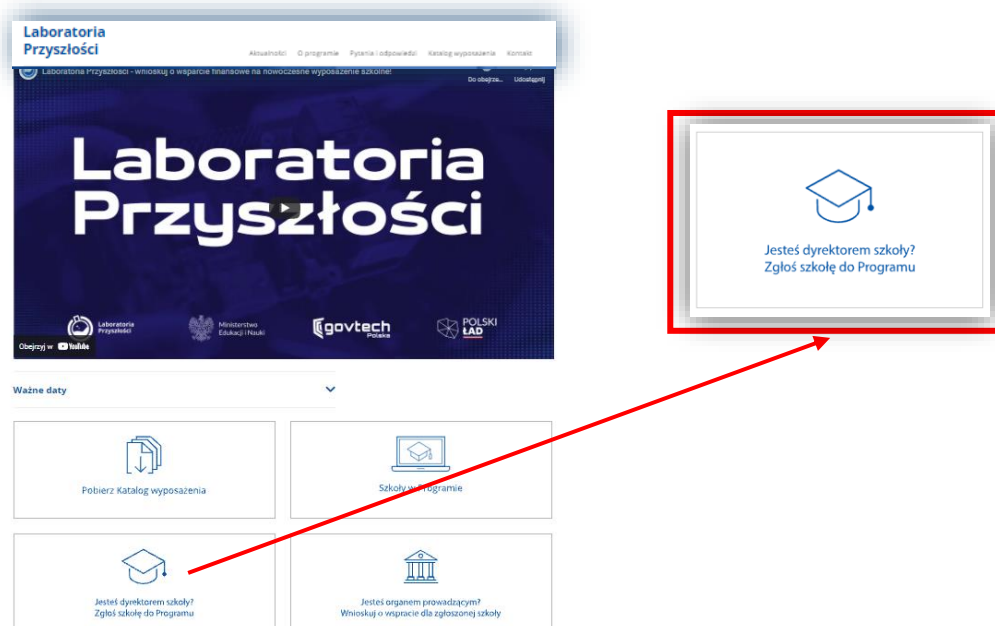 Laboratoria
Przyszłości
Aktualności O programie Pytania i odpowiedzi Katalog wyposażenia Kontakt
Laboratoria Przyszłości - wnioskuj o wsparcie finansowe na nowoczesne wyposażenie szkolne!
Do obejrze... Udostępnij
Laboratoria
Przyszłości
Laboratoria
Przyszłości
Ministerstwo
Edukacji i Nauki
govtech
Polska
POLSKI
ŁAD
Obejrzyj w YouTube
Ważne daty
Pobierz Katalog wyposażenia
Szkoły w Programie
Jesteś dyrektorem szkoły?
Zgłoś szkołę do Programu
Jesteś organem prowadzącym?
Wnioskuj o wspracie dla zgłoszonej szkoły
Jesteś dyrektorem szkoły?
Zgłoś szkołę do Programu